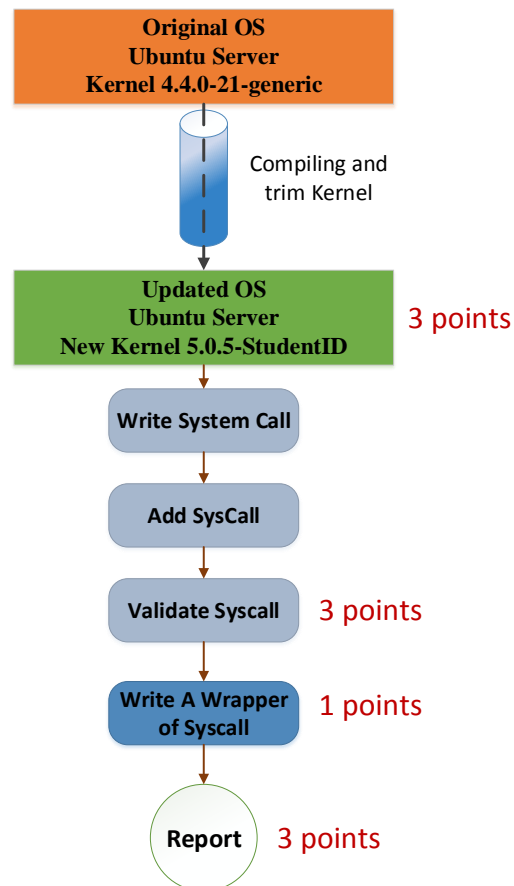 Original OS
Ubuntu Server
Kernel 4.4.0-21-generic
Compiling and
trim Kernel
Updated OS
Ubuntu Server
New Kernel 5.0.5-StudentID
3 points
Write System Call
Add SysCall
Validate Syscall
3 points
Write A Wrapper
of Syscall
1 points
Report
3 points